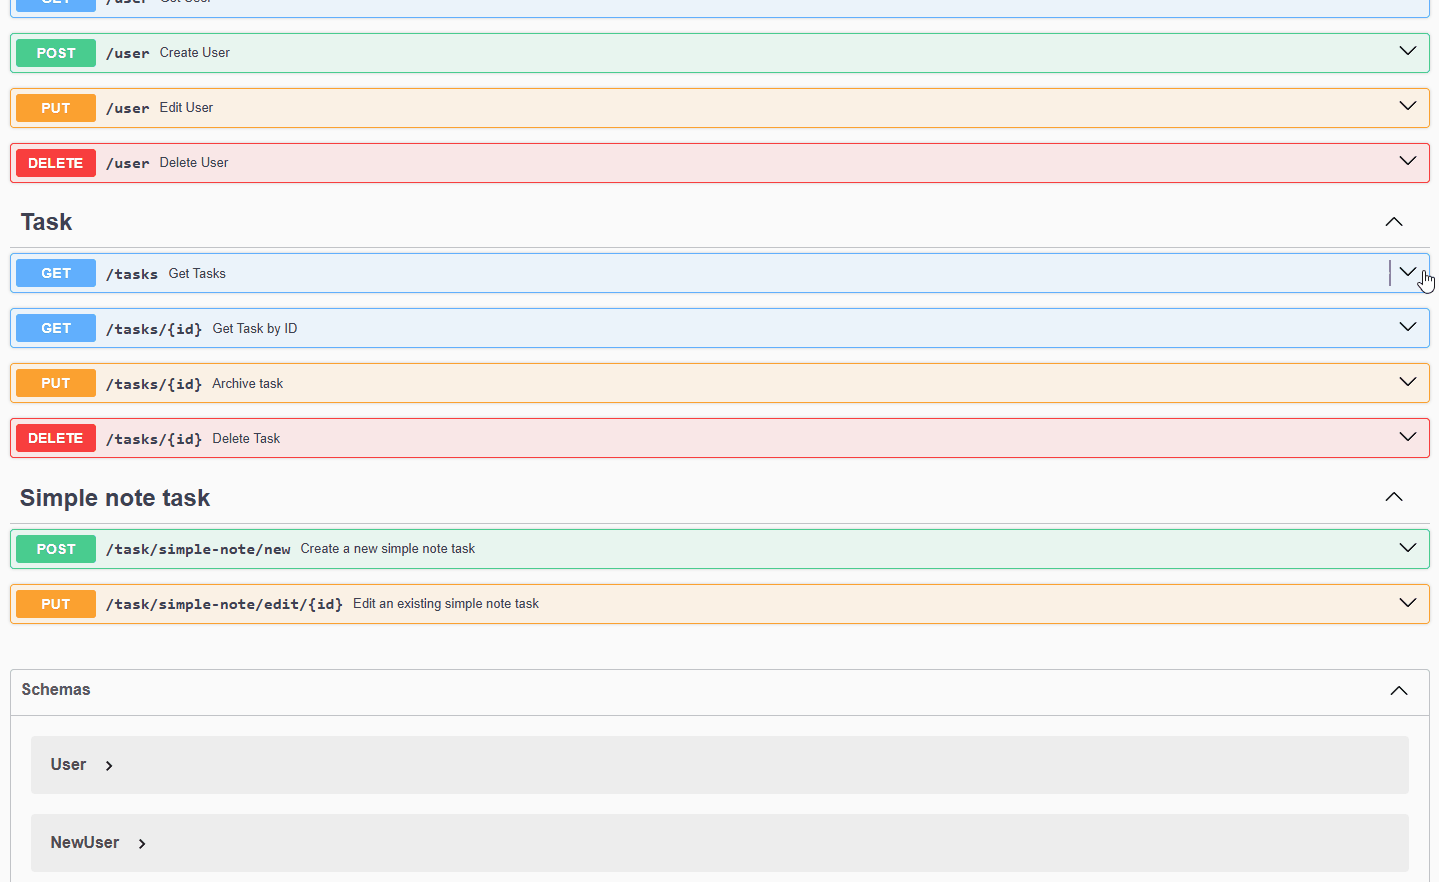 GET /user Get User
POST /user Create User
PUT /user Edit User
DELETE /user Delete User
Task
GET /tasks Get Tasks
GET /tasks/{id} Get Task by ID
PUT /tasks/{id} Archive task
DELETE /tasks/{id} Delete Task
Simple note task
POST /task/simple-note/new Create a new simple note task
PUT /task/simple-note/edit/{id} Edit an existing simple note task
Schemas
User
NewUser